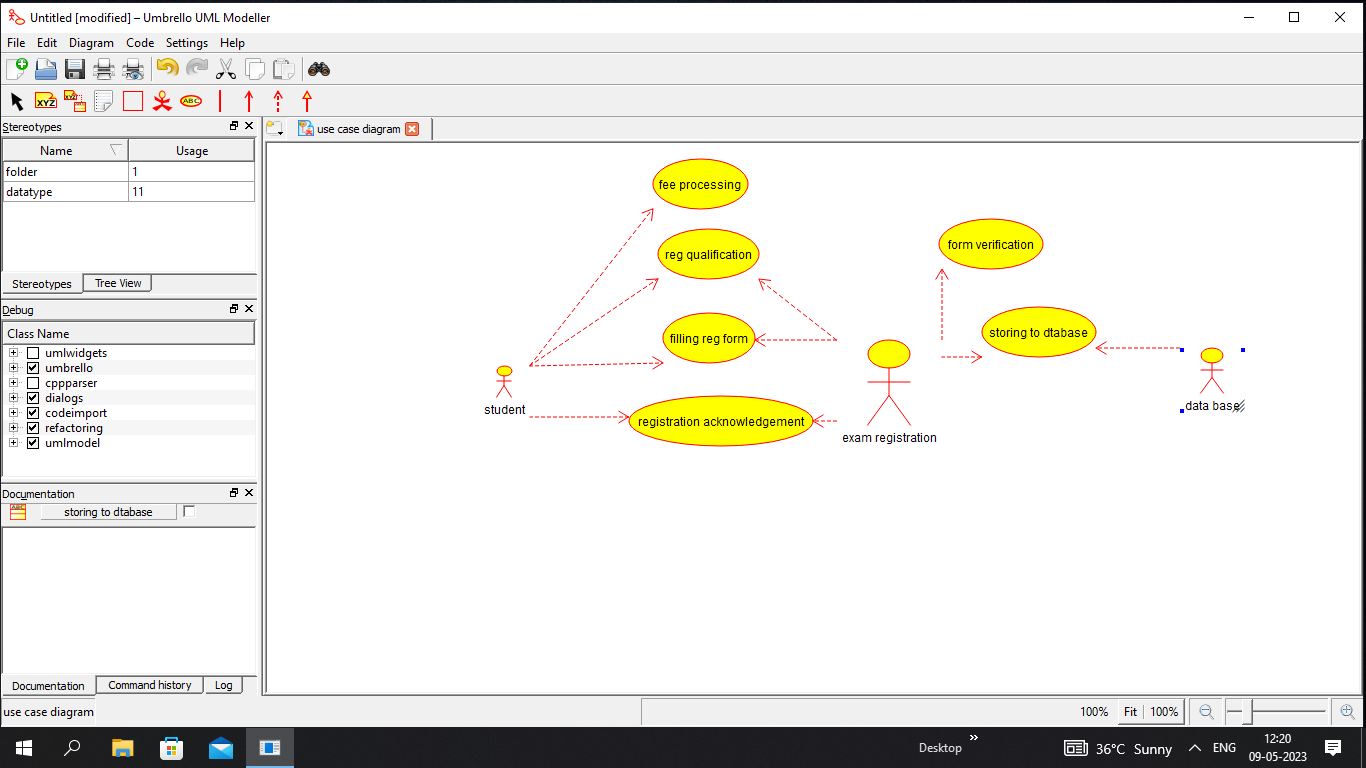 Untitled [modified] – Umbrello UML Modeller
File Edit Diagram Code Settings Help
XYZ XYZ ABC
Stereotypes
use case diagram
Name Usage
folder 1
datatype 11
Stereotypes Tree View
Debug
Class Name
umlwidgets
umbrello
cppparser
dialogs
codeimport
refactoring
umlmodel
Documentation
ABC storing to dtabase
Documentation Command history Log
fee processing
reg qualification
form verification
filling reg form
storing to dtabase
student
registration acknowledgement
exam registration
data base
use case diagram
100% Fit 100%
Desktop
36°C Sunny
ENG
12:20
09-05-2023